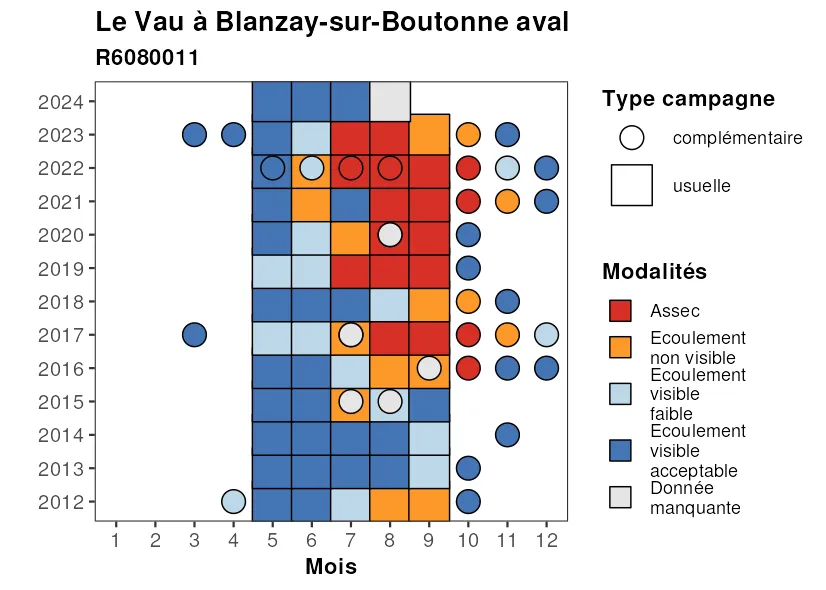 Le Vau à Blanzay-sur-Boutonne aval
R6080011
2024
2023
2022
2021
2020
2019
2018
2017
2016
2015
2014
2013
2012
1 2 3 4 5 6 7 8 9 10 11 12
Mois
Type campagne
complémentaire
usuelle
Modalités
Assec
Ecoulement
non visible
Ecoulement
visible
faible
Ecoulement
visible
acceptable
Donnée
manquante